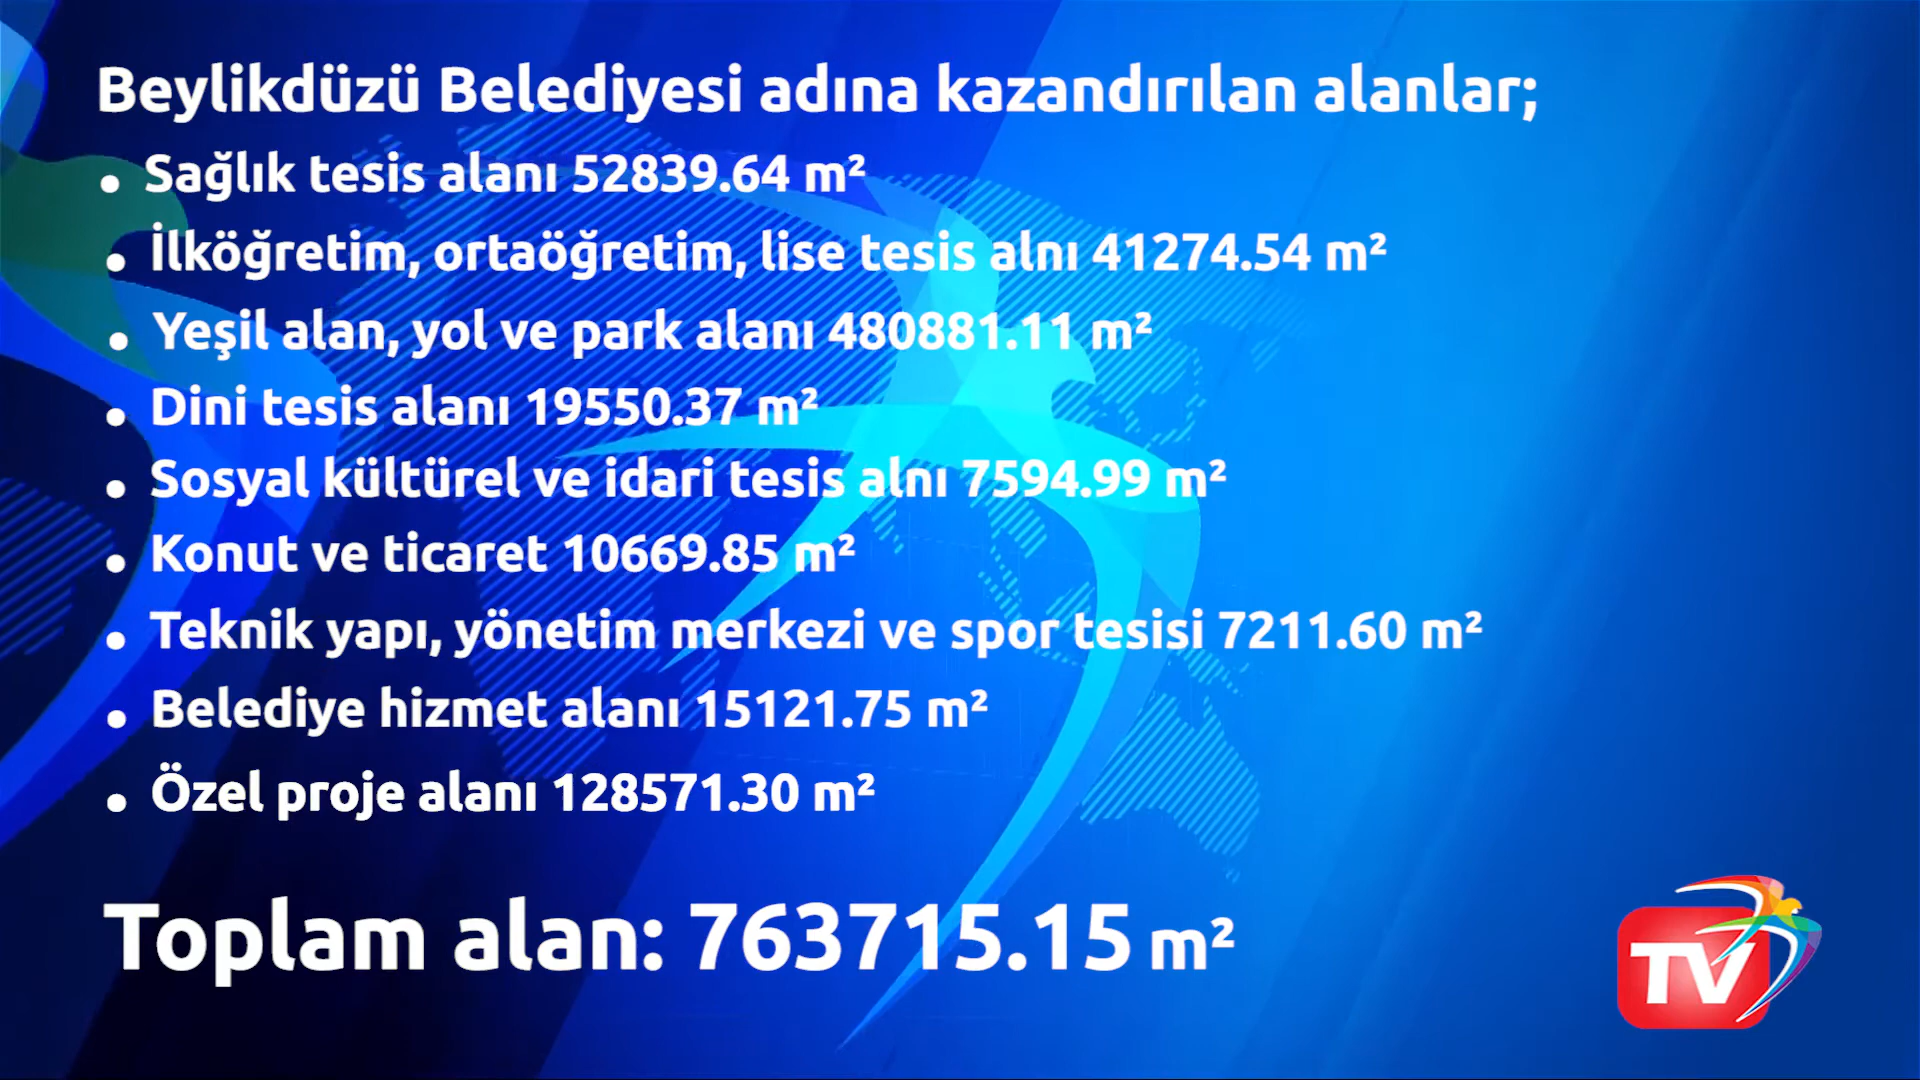 Beylikdüzü Belediyesi adına kazandırılan alanlar;
• Sağlık tesis alanı 52839.64 m²
• İlköğretim, ortaöğretim, lise tesis alnı 41274.54 m²
• Yeşil alan, yol ve park alanı 480881.11 m²
• Dini tesis alanı 19550.37 m²
• Sosyal kültürel ve idari tesis alnı 7594.99 m²
• Konut ve ticaret 10669.85 m²
• Teknik yapı, yönetim merkezi ve spor tesisi 7211.60 m²
• Belediye hizmet alanı 15121.75 m²
• Özel proje alanı 128571.30 m²
Toplam alan: 763715.15 m²
TV